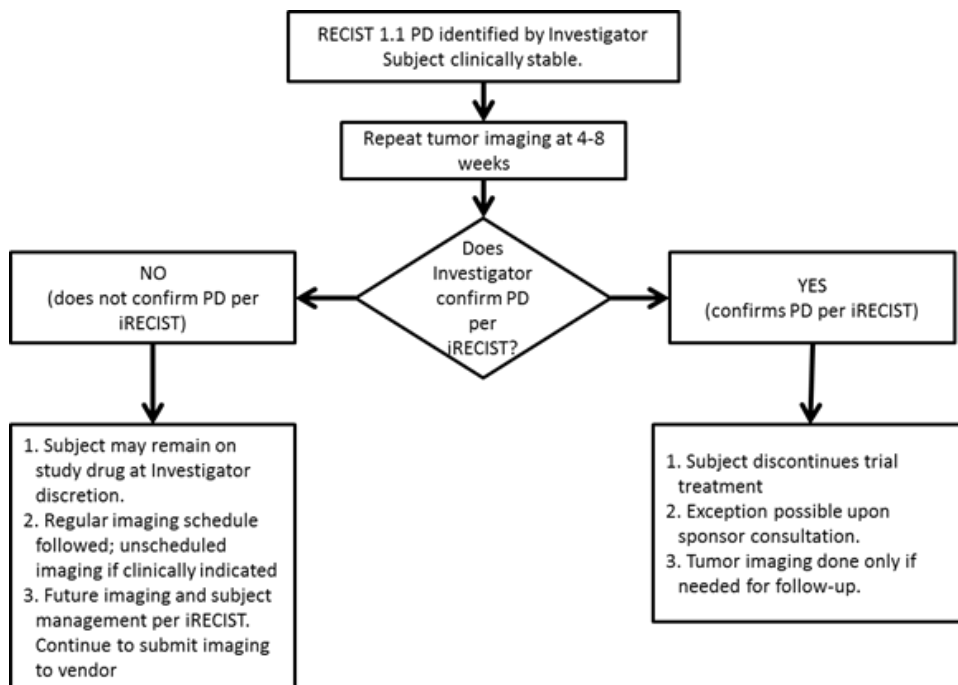 RECIST 1.1 PD identified by Investigator
Subject clinically stable.
Repeat tumor imaging at 4-8
weeks
Does
Investigator
confirm PD
per
iRECIST?
NO
(does not confirm PD per
iRECIST)
YES
(confirms PD per iRECIST)
1. Subject may remain on
study drug at Investigator
discretion.
2. Regular imaging schedule
followed; unscheduled
imaging if clinically indicated
3. Future imaging and subject
management per iRECIST.
Continue to submit imaging
to vendor
1. Subject discontinues trial
treatment
2. Exception possible upon
sponsor consultation.
3. Tumor imaging done only if
needed for follow-up.